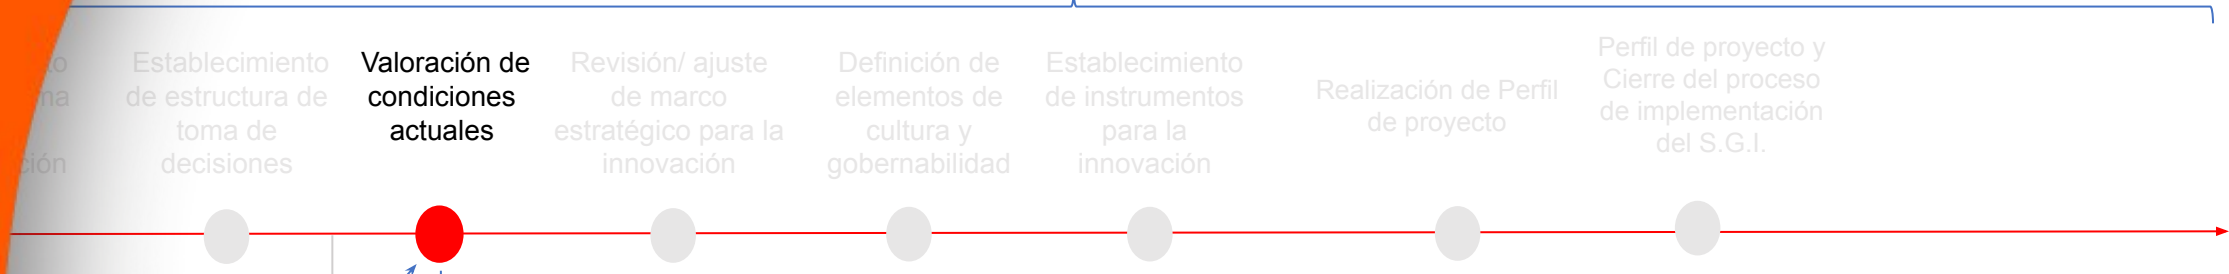 Establecimiento
de estructura de
toma de
decisiones
Valoración de
condiciones
actuales
Revisión/ ajuste
de marco
estratégico para la
innovación
Definición de
elementos de
cultura y
gobernabilidad
Establecimiento
de instrumentos
para la
innovación
Realización de Perfil
de proyecto
Perfil de proyecto y
Cierre del proceso
de implementación
del S.G.I.